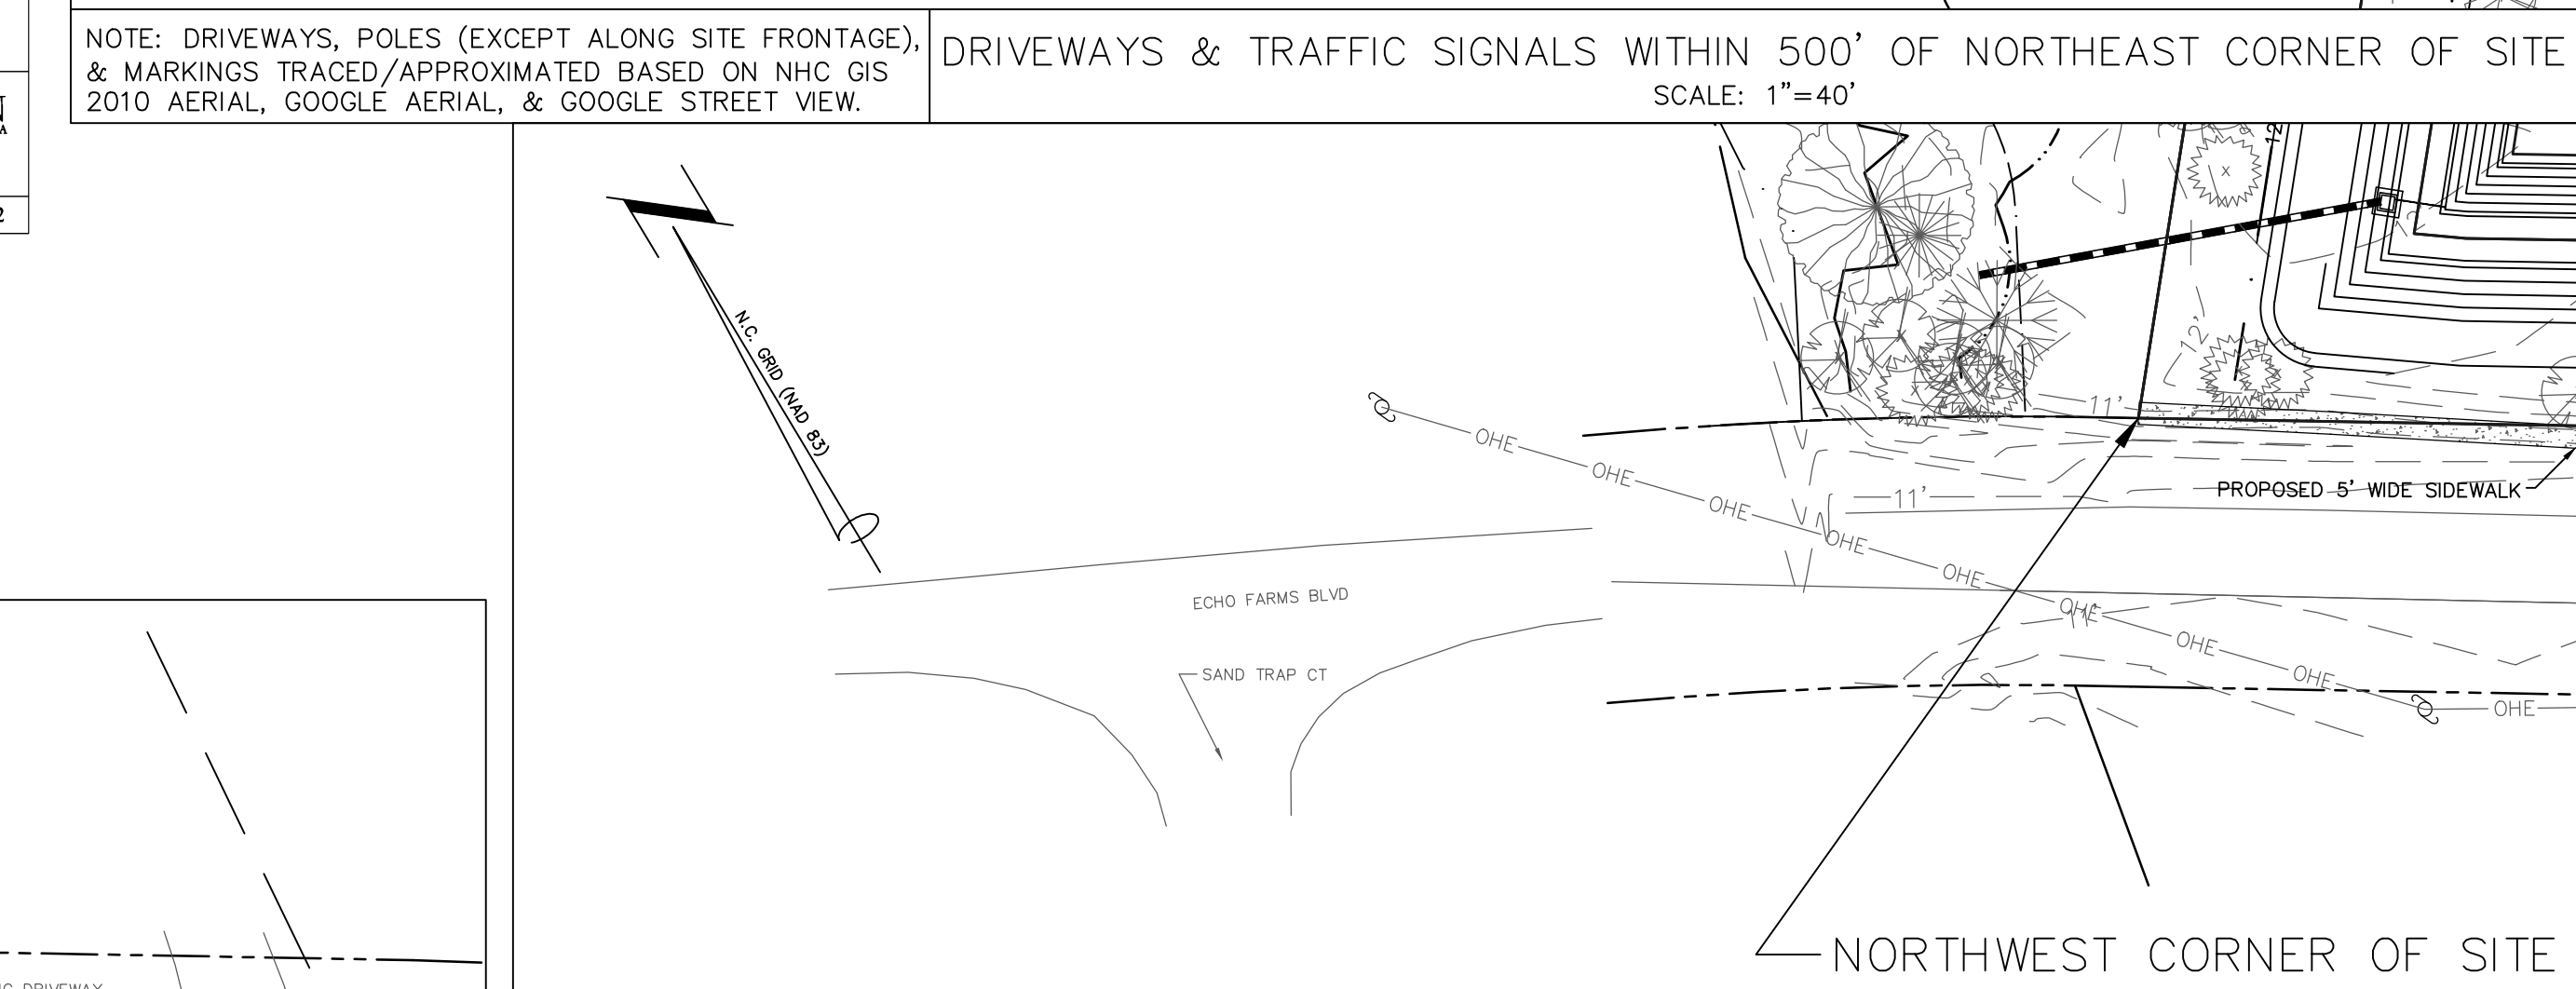 NOTE: DRIVEWAYS, POLES (EXCEPT ALONG SITE FRONTAGE),
& MARKINGS TRACED/APPROXIMATED BASED ON NHC GIS
2010 AERIAL, GOOGLE AERIAL, & GOOGLE STREET VIEW.
DRIVEWAYS & TRAFFIC SIGNALS WITHIN 500' OF NORTHEAST CORNER OF SITE
SCALE: 1"=40'
N
A
2
12
N.C. GRID (NAD 83)
12'
11'
OHE
OHE
11'
PROPOSED 5' WIDE SIDEWALK
OHE
OHE
OHE
ECHO FARMS BLVD
OHE
OHE
SAND TRAP CT
OHE
OHE
NORTHWEST CORNER OF SITE
DRIVEWAY